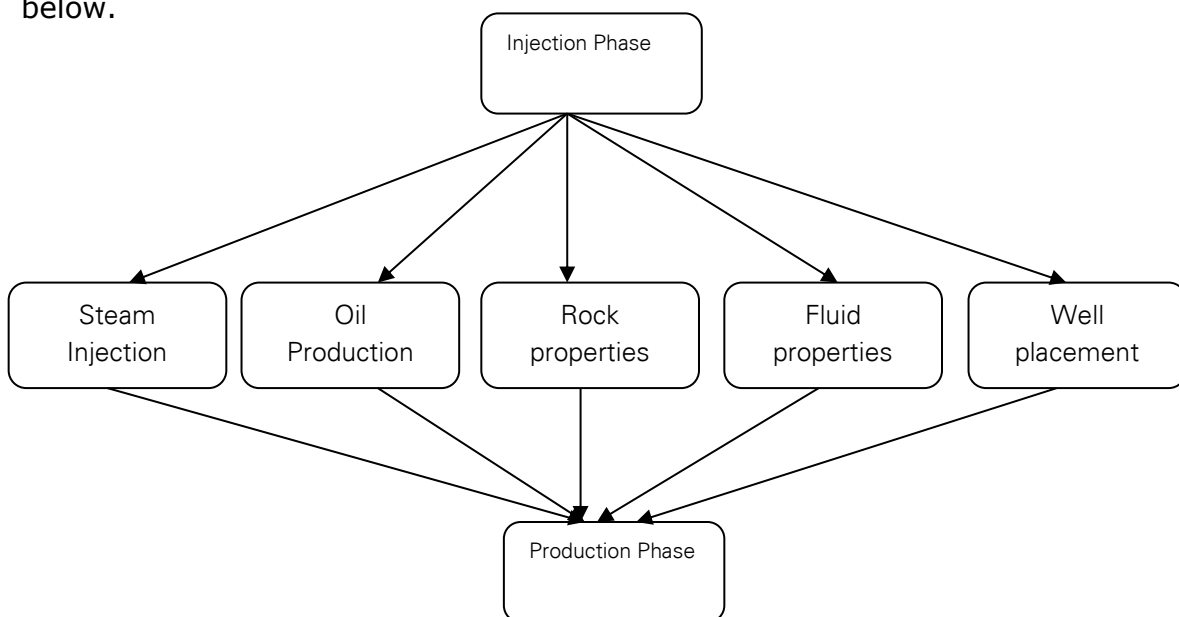 below.
Injection Phase
Steam
Injection
Oil
Production
Rock
properties
Fluid
properties
Well
placement
Production Phase